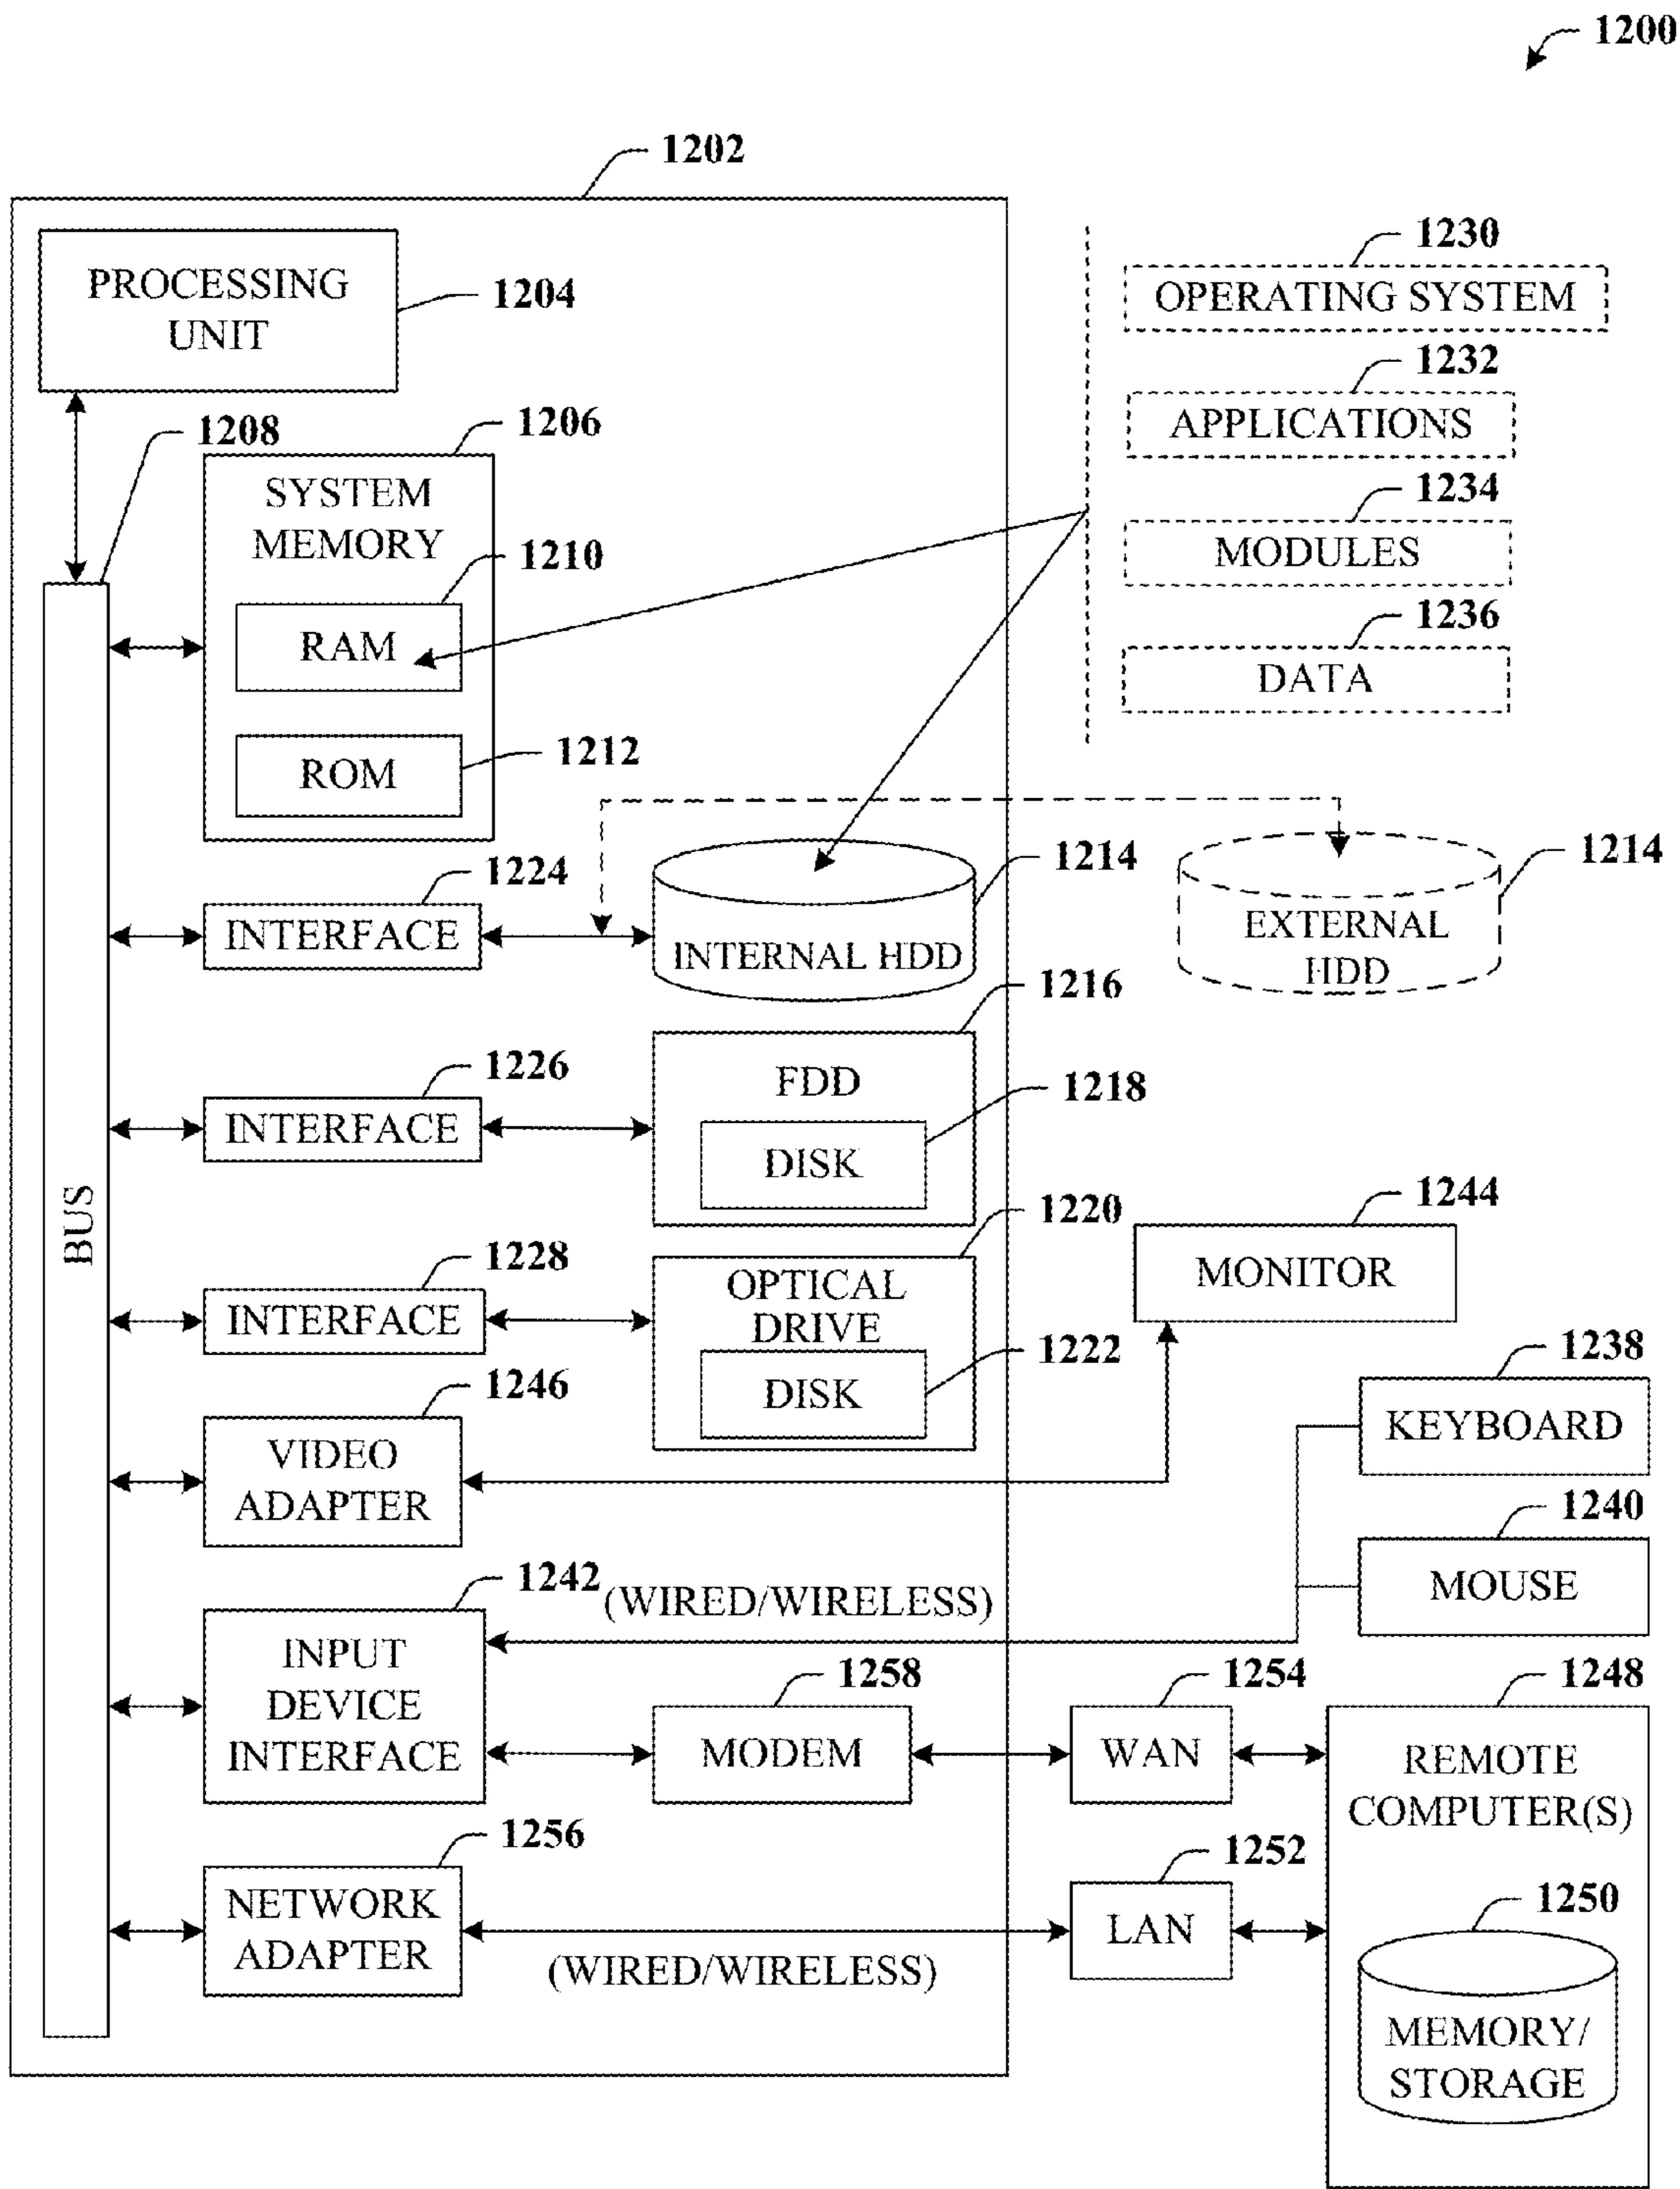 1200
1202
PROCESSING
UNIT
1204
1230
OPERATING SYSTEM
1232
APPLICATIONS
1234
MODULES
1236
DATA
1208
BUS
1206
SYSTEM
MEMORY
1210
RAM
1212
ROM
1224
INTERFACE
1214
INTERNAL HDD
1214
EXTERNAL
HDD
1226
INTERFACE
1216
FDD
1218
DISK
1228
INTERFACE
1220
OPTICAL
DRIVE
1222
DISK
1244
MONITOR
1246
VIDEO
ADAPTER
1238
KEYBOARD
1240
MOUSE
1242
(WIRED/WIRELESS)
INPUT
DEVICE
INTERFACE
1258
MODEM
1254
WAN
1248
REMOTE
COMPUTER(S)
1256
NETWORK
ADAPTER
(WIRED/WIRELESS)
1252
LAN
1250
MEMORY/
STORAGE